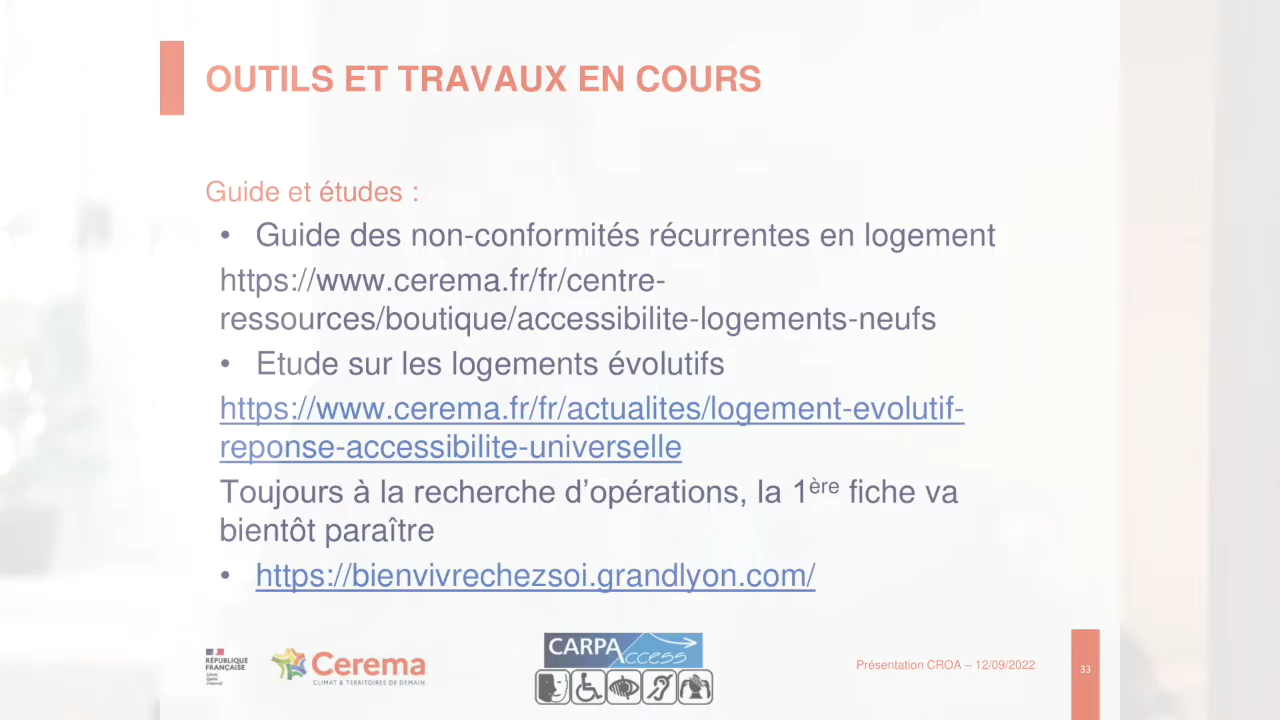 OUTILS ET TRAVAUX EN COURS
Guide et études :
• Guide des non-conformités récurrentes en logement
https://www.cerema.fr/fr/centre-
ressources/boutique/accessibilite-logements-neufs
• Etude sur les logements évolutifs
https://www.cerema.fr/fr/actualites/logement-evolutif-
reponse-accessibilite-universelle
Toujours à la recherche d’opérations, la 1ère fiche va
bientôt paraître
• https://bienvivrechezsoi.grandlyon.com/
RÉPUBLIQUE
FRANÇAISE
Liberté
Égalité
Fraternité
Cerema
CLIMAT & TERRITOIRES DE DEMAIN
CARPA
Access
Présentation CROA – 12/09/2022
33